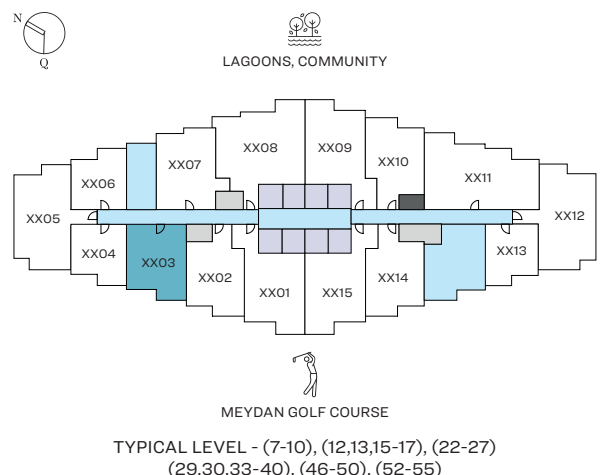 N
Q
LAGOONS, COMMUNITY
XX08
XX09
XX07
XX10
XX06
XX11
XX05
XX12
XX04
XX03
XX02
XX01
XX15
XX14
XX13
MEYDAN GOLF COURSE
TYPICAL LEVEL - (7-10), (12,13,15-17), (22-27)
(29,30,33-40), (46-50), (52-55)